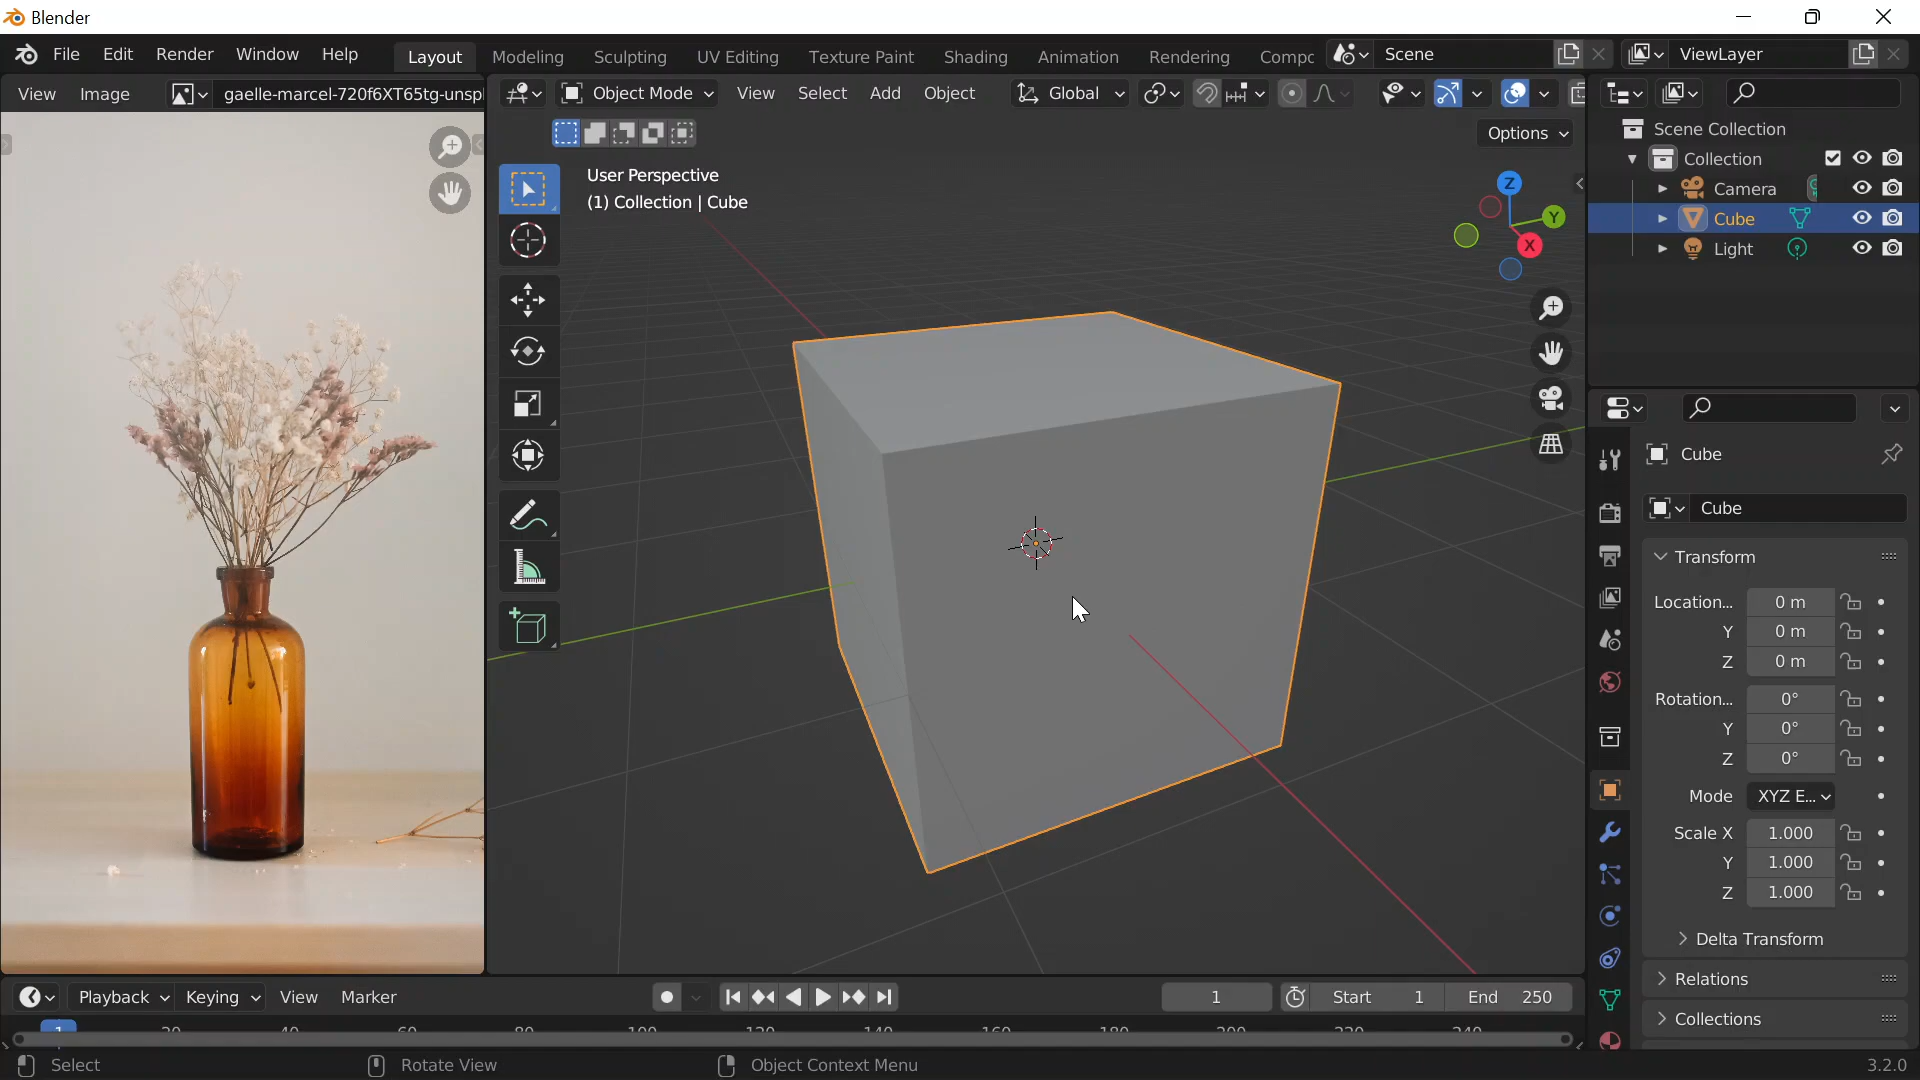 Blender
File Edit Render Window Help Layout Modeling Sculpting UV Editing Texture Paint Shading Animation Rendering Compc Scene ViewLayer
View Image gaelle-marcel-720f6XT65tg-unspl Object Mode View Select Add Object Global
Options
User Perspective
(1) Collection | Cube
Z
Y
X
Scene Collection
Collection
Camera
Cube
Light
Cube
Cube
Transform
Location... 0 m
Y 0 m
Z 0 m
Rotation... 0°
Y 0°
Z 0°
Mode XYZ E...
Scale X 1.000
Y 1.000
Z 1.000
Delta Transform
Relations
Collections
Playback Keying View Marker 1 Start 1 End 250
1 20 40 60 80 100 120 140 160 180 200 220 240
Select Rotate View Object Context Menu 3.2.0